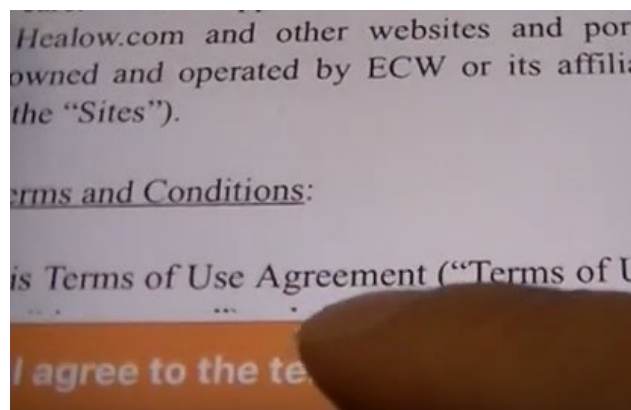 Healow.com and other websites and por
owned and operated by ECW or its affilia
the “Sites”).
erms and Conditions:
is Terms of Use Agreement (“Terms of U
I agree to the te